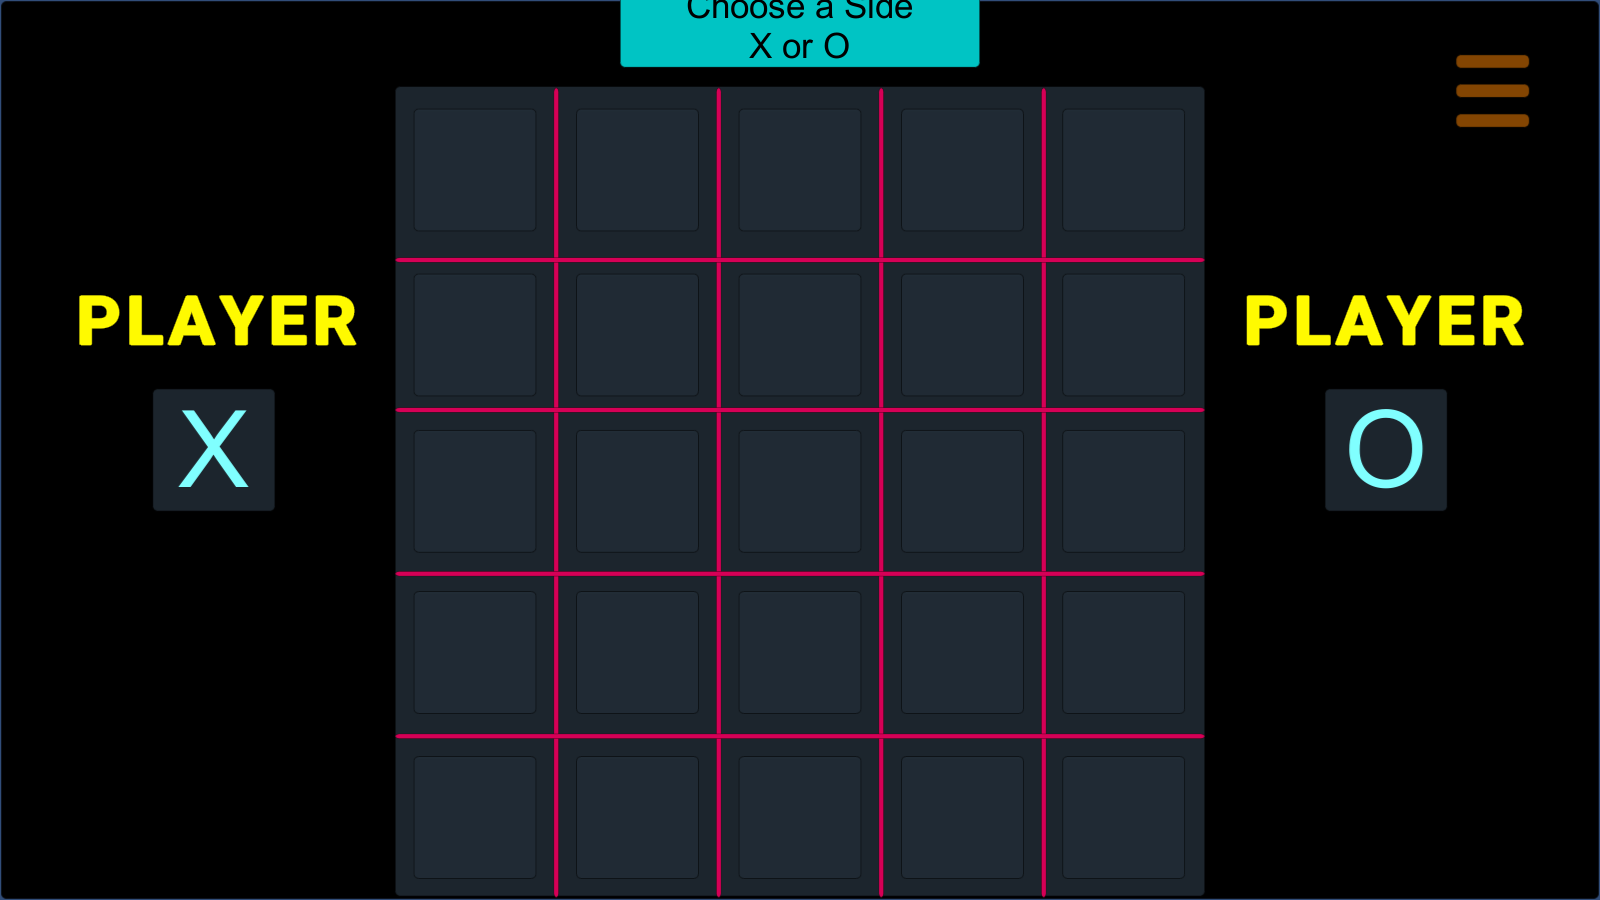 Choose a Side
X or O
PLAYER
X
PLAYER
O